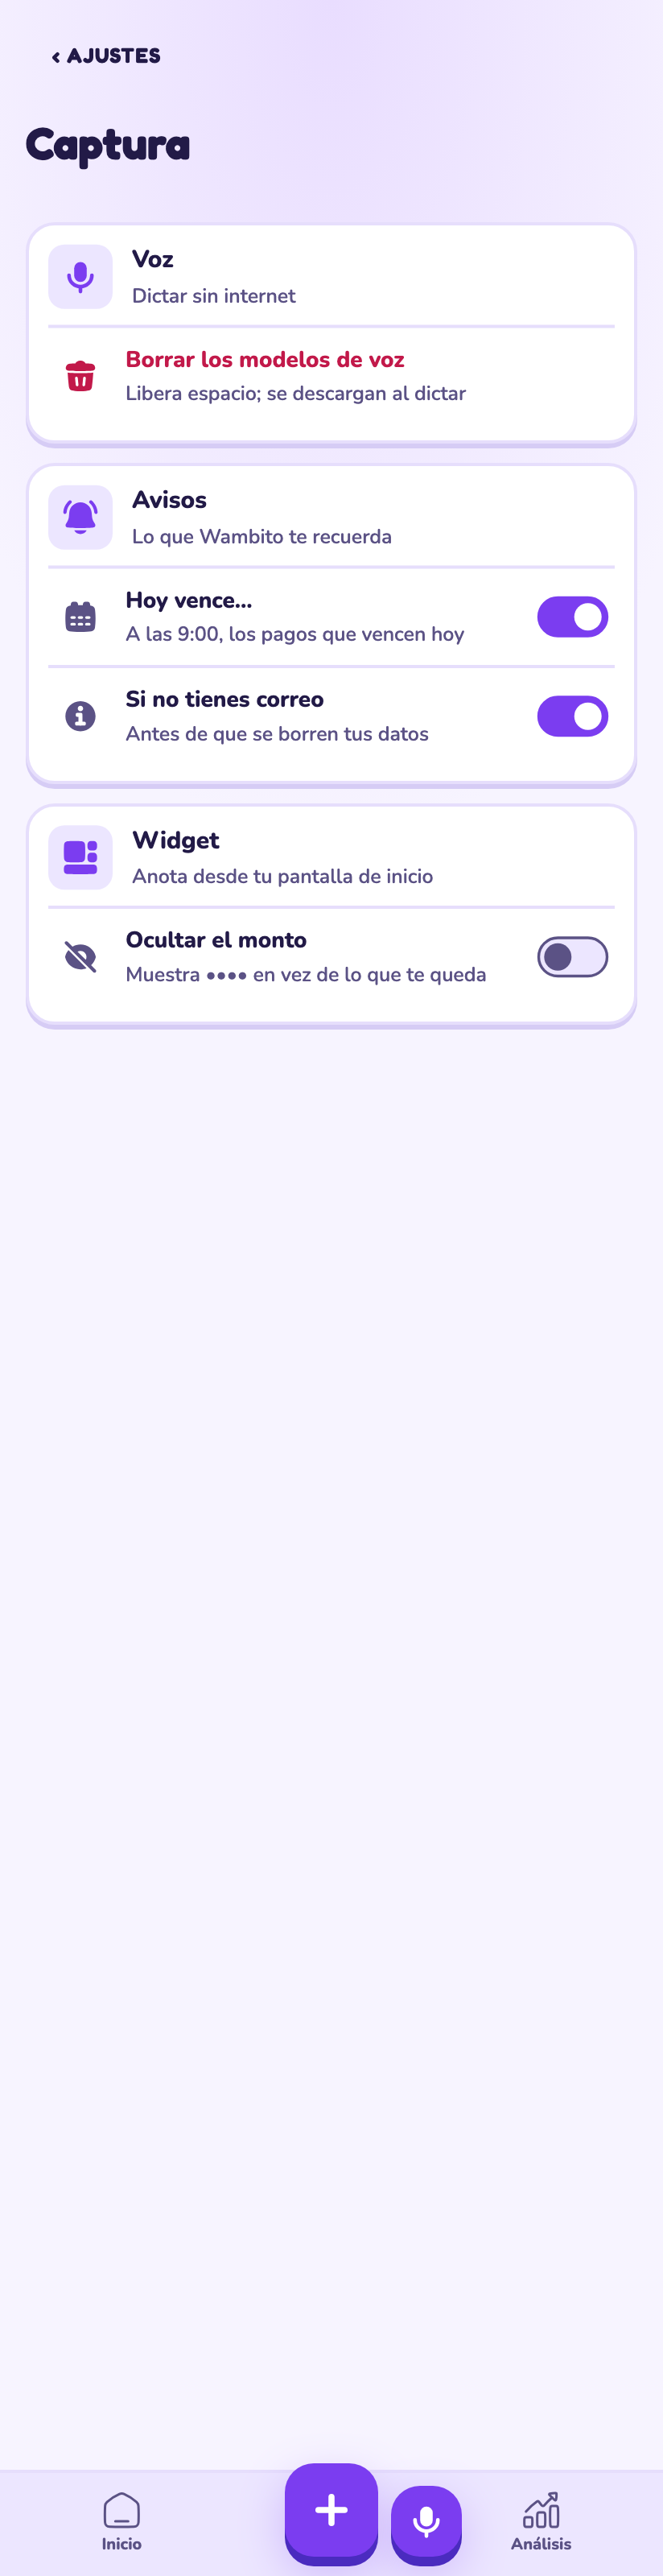 ‹ AJUSTES
Captura
Voz
Dictar sin internet
Borrar los modelos de voz
Libera espacio; se descargan al dictar
Avisos
Lo que Wambito te recuerda
Hoy vence...
A las 9:00, los pagos que vencen hoy
Si no tienes correo
Antes de que se borren tus datos
Widget
Anota desde tu pantalla de inicio
Ocultar el monto
Muestra •••• en vez de lo que te queda
Inicio
Análisis